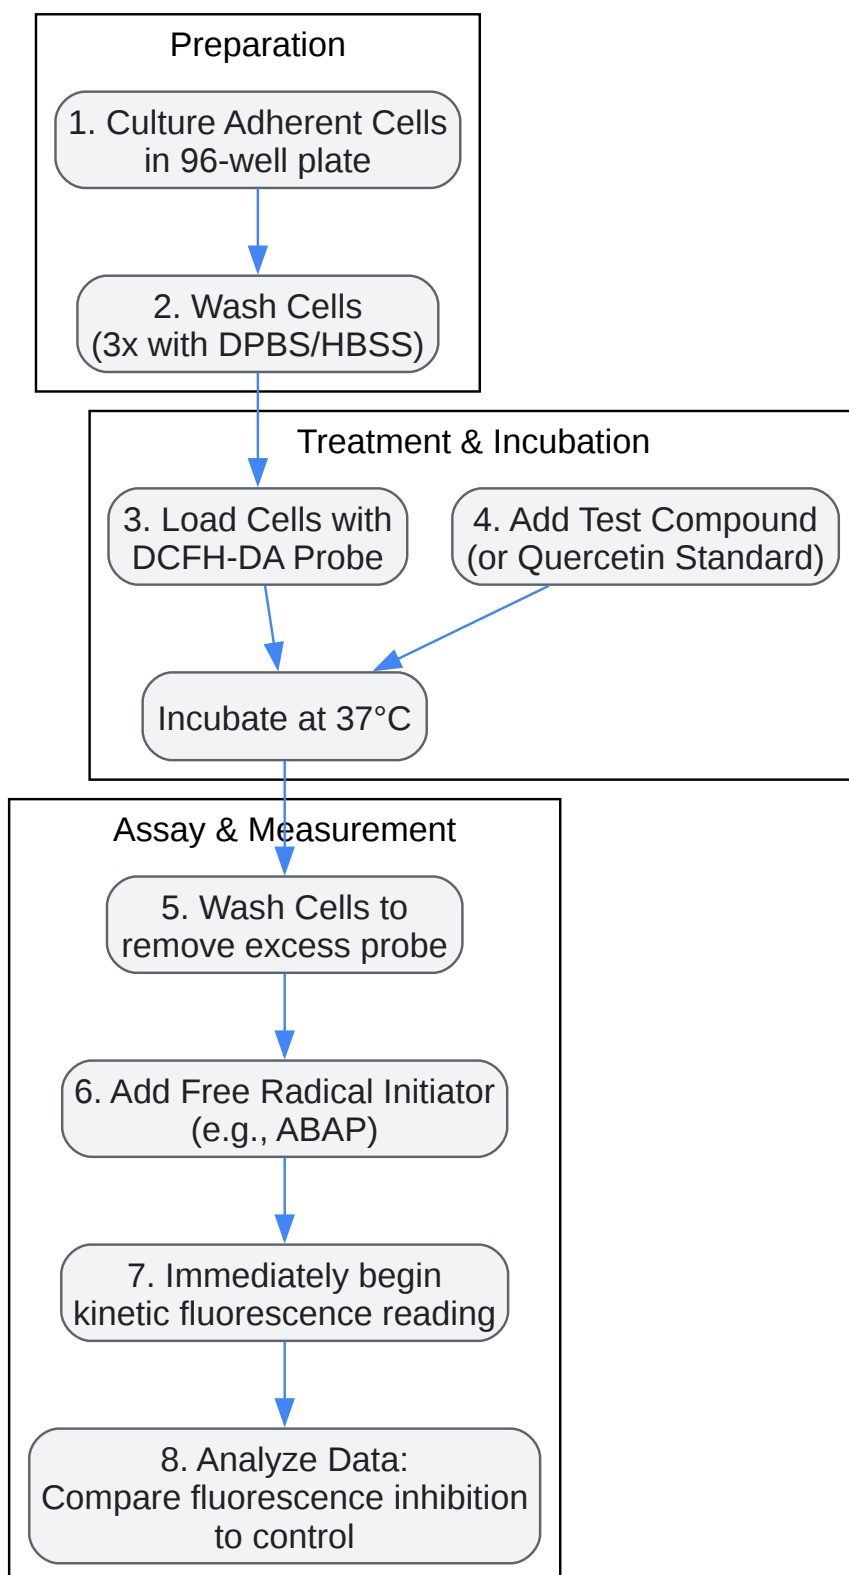 Preparation
1. Culture Adherent Cells
in 96-well plate
2. Wash Cells
(3x with DPBS/HBSS)
Treatment & Incubation
3. Load Cells with
DCFH-DA Probe
4. Add Test Compound
(or Quercetin Standard)
Incubate at 37°C
Assay & Measurement
5. Wash Cells to
remove excess probe
6. Add Free Radical Initiator
(e.g., ABAP)
7. Immediately begin
kinetic fluorescence reading
8. Analyze Data:
Compare fluorescence inhibition
to control